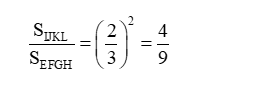 S_IJKL / S_EFGH = (2/3)^2 = 4/9